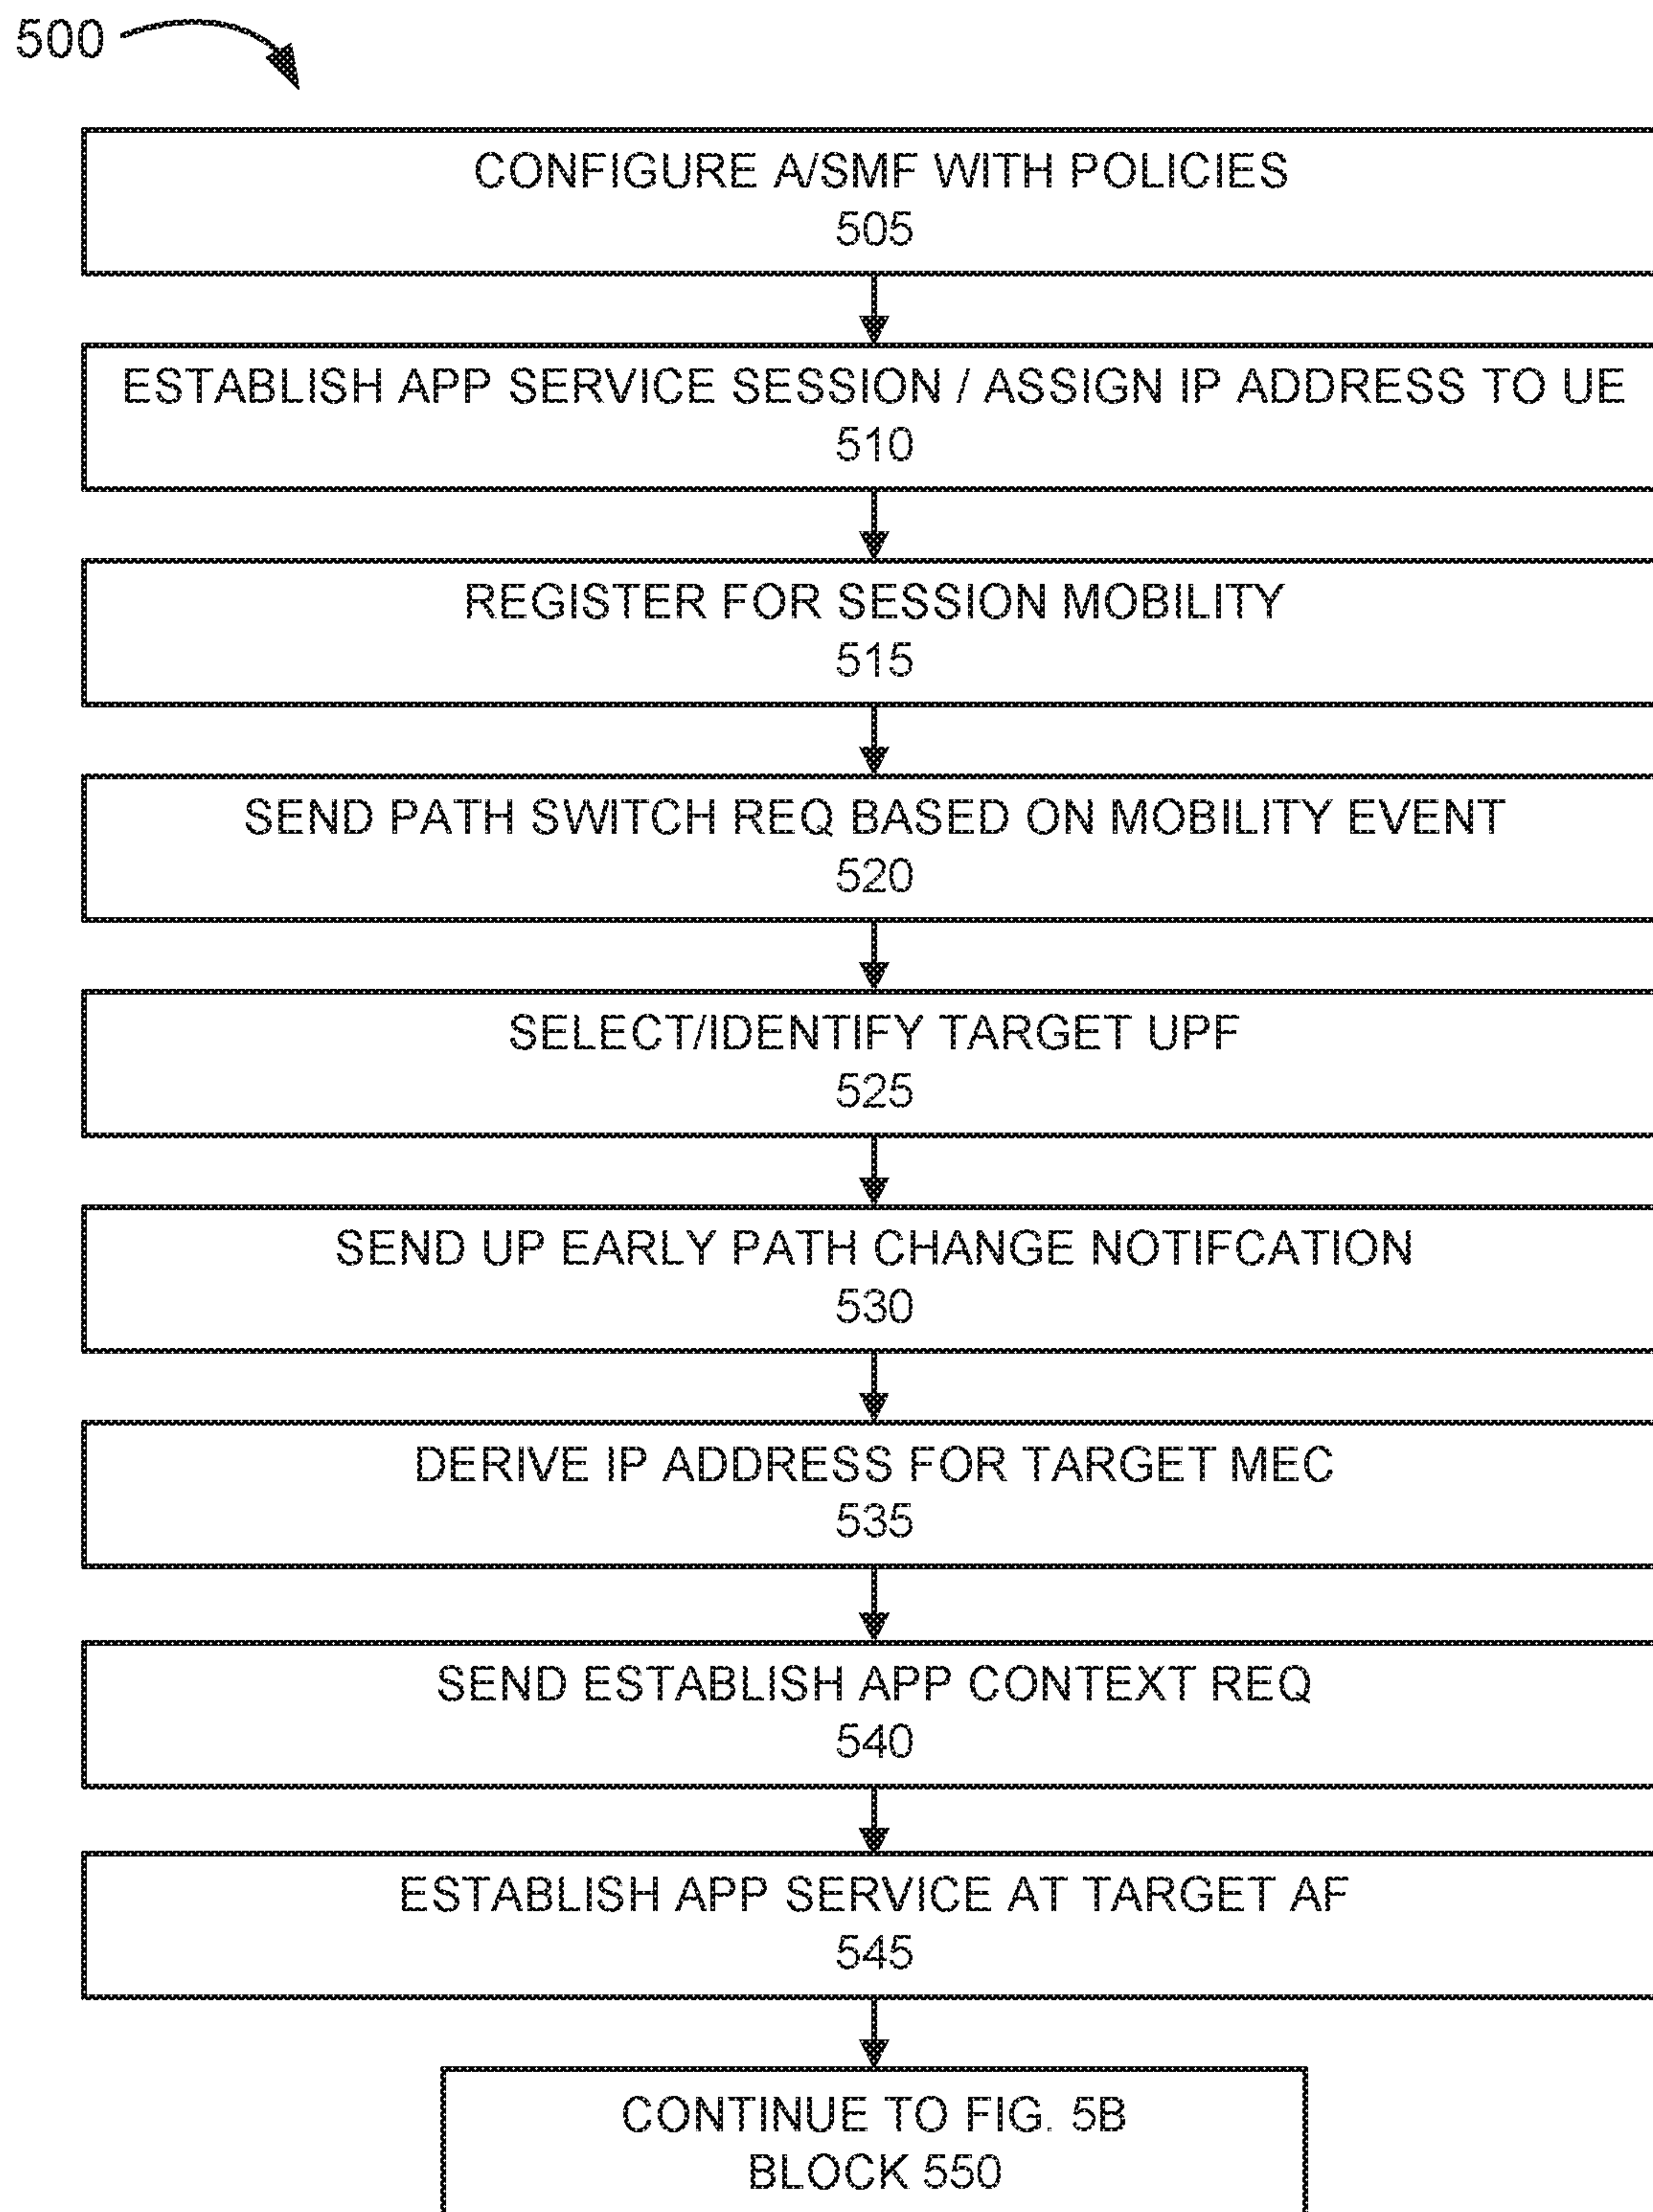 500
CONFIGURE A/SMF WITH POLICIES
505
ESTABLISH APP SERVICE SESSION / ASSIGN IP ADDRESS TO UE
510
REGISTER FOR SESSION MOBILITY
515
SEND PATH SWITCH REQ BASED ON MOBILITY EVENT
520
SELECT/IDENTIFY TARGET UPF
525
SEND UP EARLY PATH CHANGE NOTIFCATION
530
DERIVE IP ADDRESS FOR TARGET MEC
535
SEND ESTABLISH APP CONTEXT REQ
540
ESTABLISH APP SERVICE AT TARGET AF
545
CONTINUE TO FIG. 5B
BLOCK 550